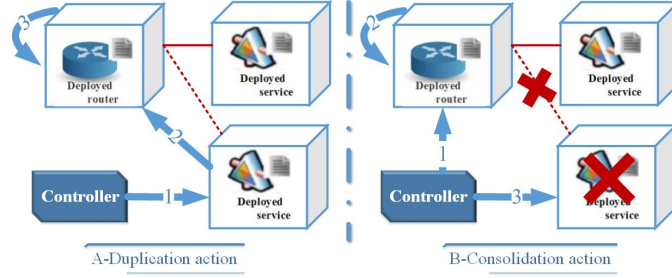 3
Deployed
router
Deployed
service
2
Controller
1
Deployed
service
A-Duplication action
2
Deployed
router
Deployed
service
1
Controller
3
Deployed
service
B-Consolidation action